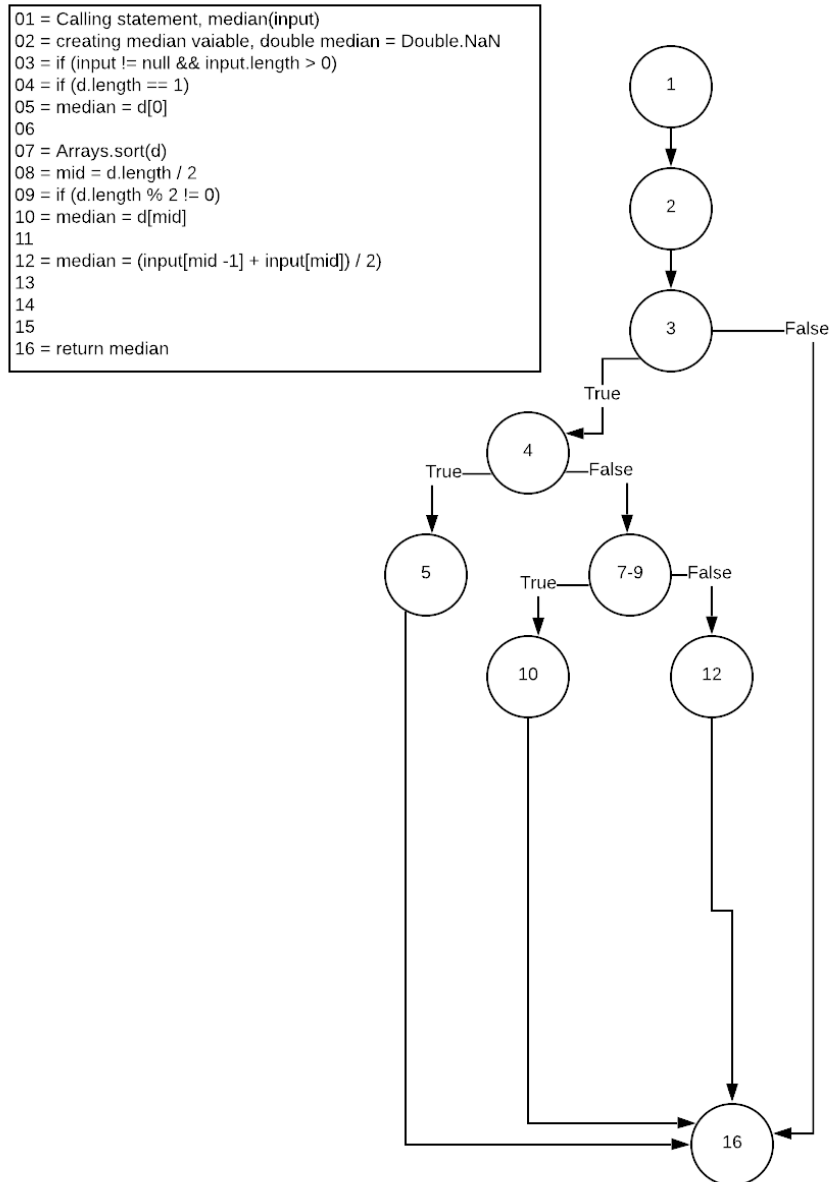 01 = Calling statement, median(input)
02 = creating median vaiable, double median = Double.NaN
03 = if (input != null && input.length > 0)
04 = if (d.length == 1)
05 = median = d[0]
06
07 = Arrays.sort(d)
08 = mid = d.length / 2
09 = if (d.length % 2 != 0)
10 = median = d[mid]
11
12 = median = (input[mid -1] + input[mid]) / 2)
13
14
15
16 = return median
1
2
3
False
True
4
True
False
5
7-9
True
False
10
12
16